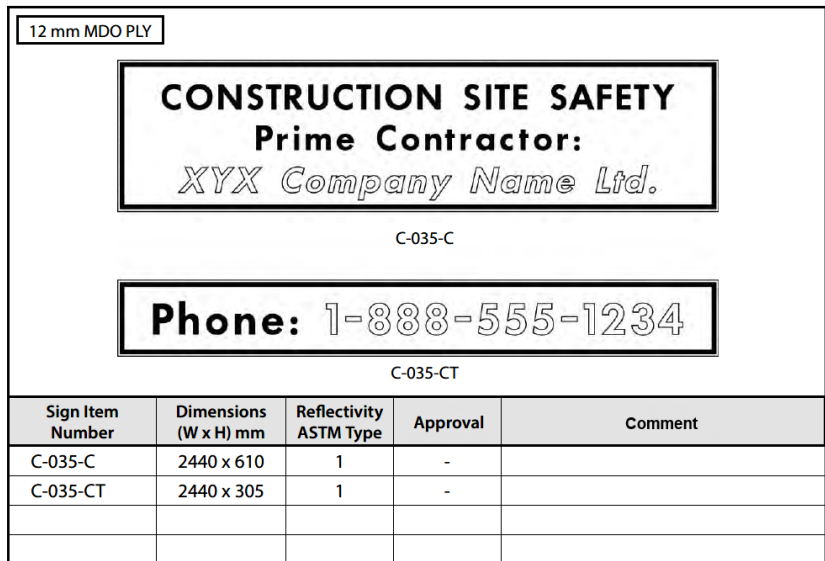 12 mm MDO PLY
CONSTRUCTION SITE SAFETY
Prime Contractor:
XYX Company Name Ltd.
C-035-C
Phone: 1-888-555-1234
C-035-CT
Sign Item Number Dimensions (W x H) mm Reflectivity ASTM Type Approval Comment
C-035-C 2440 x 610 1 -
C-035-CT 2440 x 305 1 -